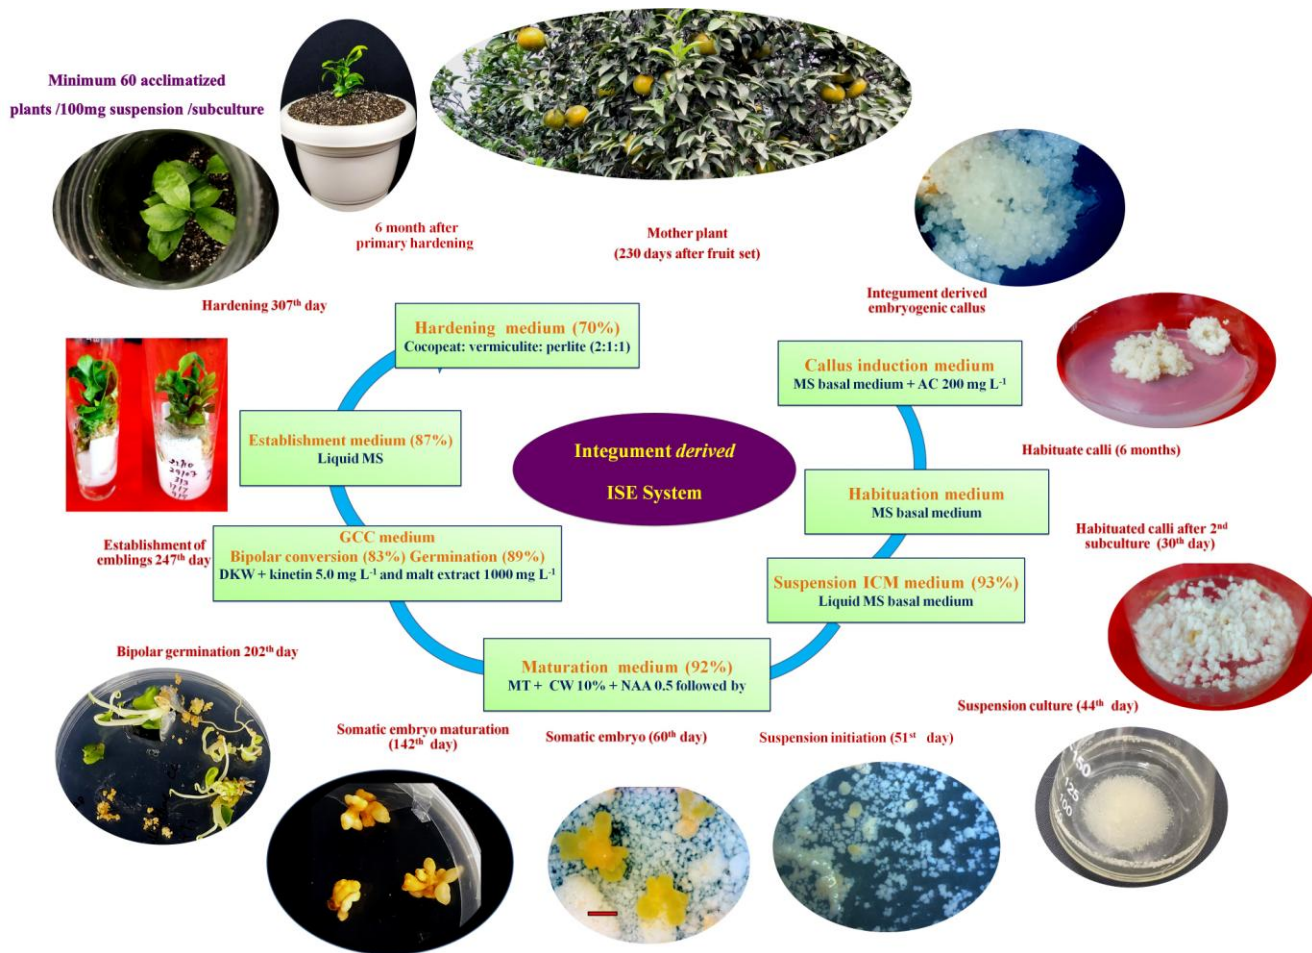 Minimum 60 acclimatized
plants /100mg suspension /subculture
6 month after
primary hardening
Mother plant
(230 days after fruit set)
Integument derived
embryogenic callus
Hardening 307th day
Hardening medium (70%)
Cocopeat: vermiculite: perlite (2:1:1)
Callus induction medium
MS basal medium + AC 200 mg L-1
Establishment medium (87%)
Liquid MS
Integument derived
ISE System
Habituate calli (6 months)
Habituation medium
MS basal medium
Establishment of
emblings 247th day
GCC medium
Bipolar conversion (83%) Germination (89%)
DKW + kinetin 5.0 mg L-1 and malt extract 1000 mg L-1
Habituated calli after 2nd
subculture (30th day)
Suspension ICM medium (93%)
Liquid MS basal medium
Bipolar germination 202th day
Maturation medium (92%)
MT + CW 10% + NAA 0.5 followed by
Somatic embryo maturation
(142th day)
Somatic embryo (60th day)
Suspension initiation (51st day)
Suspension culture (44th day)
150
125
100